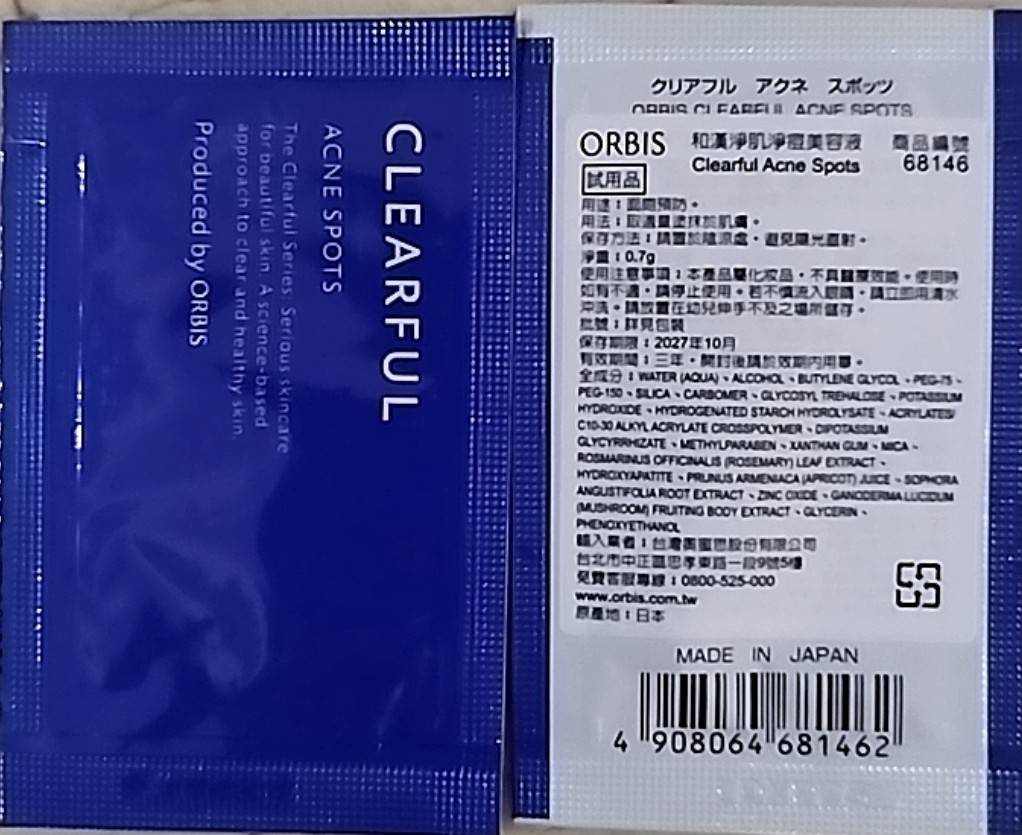 CLEARFUL
ACNE SPOTS
The Clearful Series. Serious skincare
for beautiful skin. A science-based
approach to clear and healthy skin.
Produced by ORBIS
クリアフル アクネ スポッツ
ORBIS CLEARFUL ACNE SPOTS
ORBIS 和漢淨肌淨痘美容液 商品編號
Clearful Acne Spots 68146
試用品
用途：面皰預防。
用法：取適量塗抹於肌膚。
保存方法：請置於陰涼處，避免陽光直射。
淨重：0.7g
使用注意事項：本產品屬化妝品，不具醫療效能。使用時
如有不適，請停止使用。若不慎流入眼睛，請立即用清水
沖洗。請放置在幼兒伸手不及之場所儲存。
批號：詳見包裝
保存期限：2027年10月
有效期間：三年，開封後請於效期內用畢。
全成分：WATER (AQUA)、ALCOHOL、BUTYLENE GLYCOL、PEG-75、
PEG-150、SILICA、CARBOMER、GLYCOSYL TREHALOSE、POTASSIUM
HYDROXIDE、HYDROGENATED STARCH HYDROLYSATE、ACRYLATES/
C10-30 ALKYL ACRYLATE CROSSPOLYMER、DIPOTASSIUM
GLYCYRRHIZATE、METHYLPARABEN、XANTHAN GUM、MICA、
ROSMARINUS OFFICINALIS (ROSEMARY) LEAF EXTRACT、
HYDROXYAPATITE、PRUNUS ARMENIACA (APRICOT) JUICE、SOPHORA
ANGUSTIFOLIA ROOT EXTRACT、ZINC OXIDE、GANODERMA LUCIDUM
(MUSHROOM) FRUITING BODY EXTRACT、GLYCERIN、
PHENOXYETHANOL
輸入業者：台灣奧蜜思股份有限公司
台北市中正區忠孝東路一段9號5樓
免費客服專線：0800-525-000
www.orbis.com.tw
原產地：日本
MADE IN JAPAN
4 908064 681462